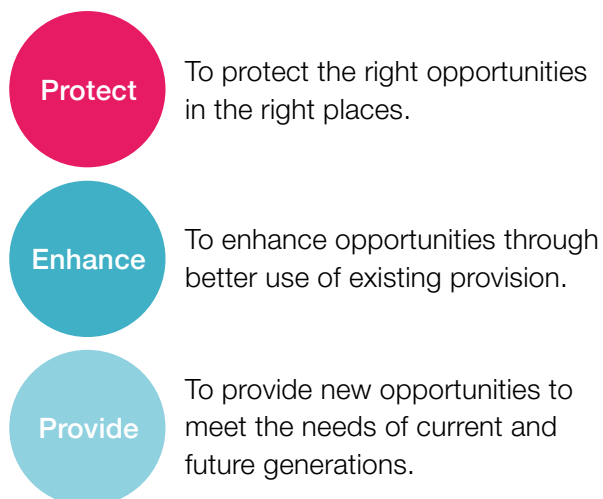 Protect
To protect the right opportunities
in the right places.
Enhance
To enhance opportunities through
better use of existing provision.
Provide
To provide new opportunities to
meet the needs of current and
future generations.